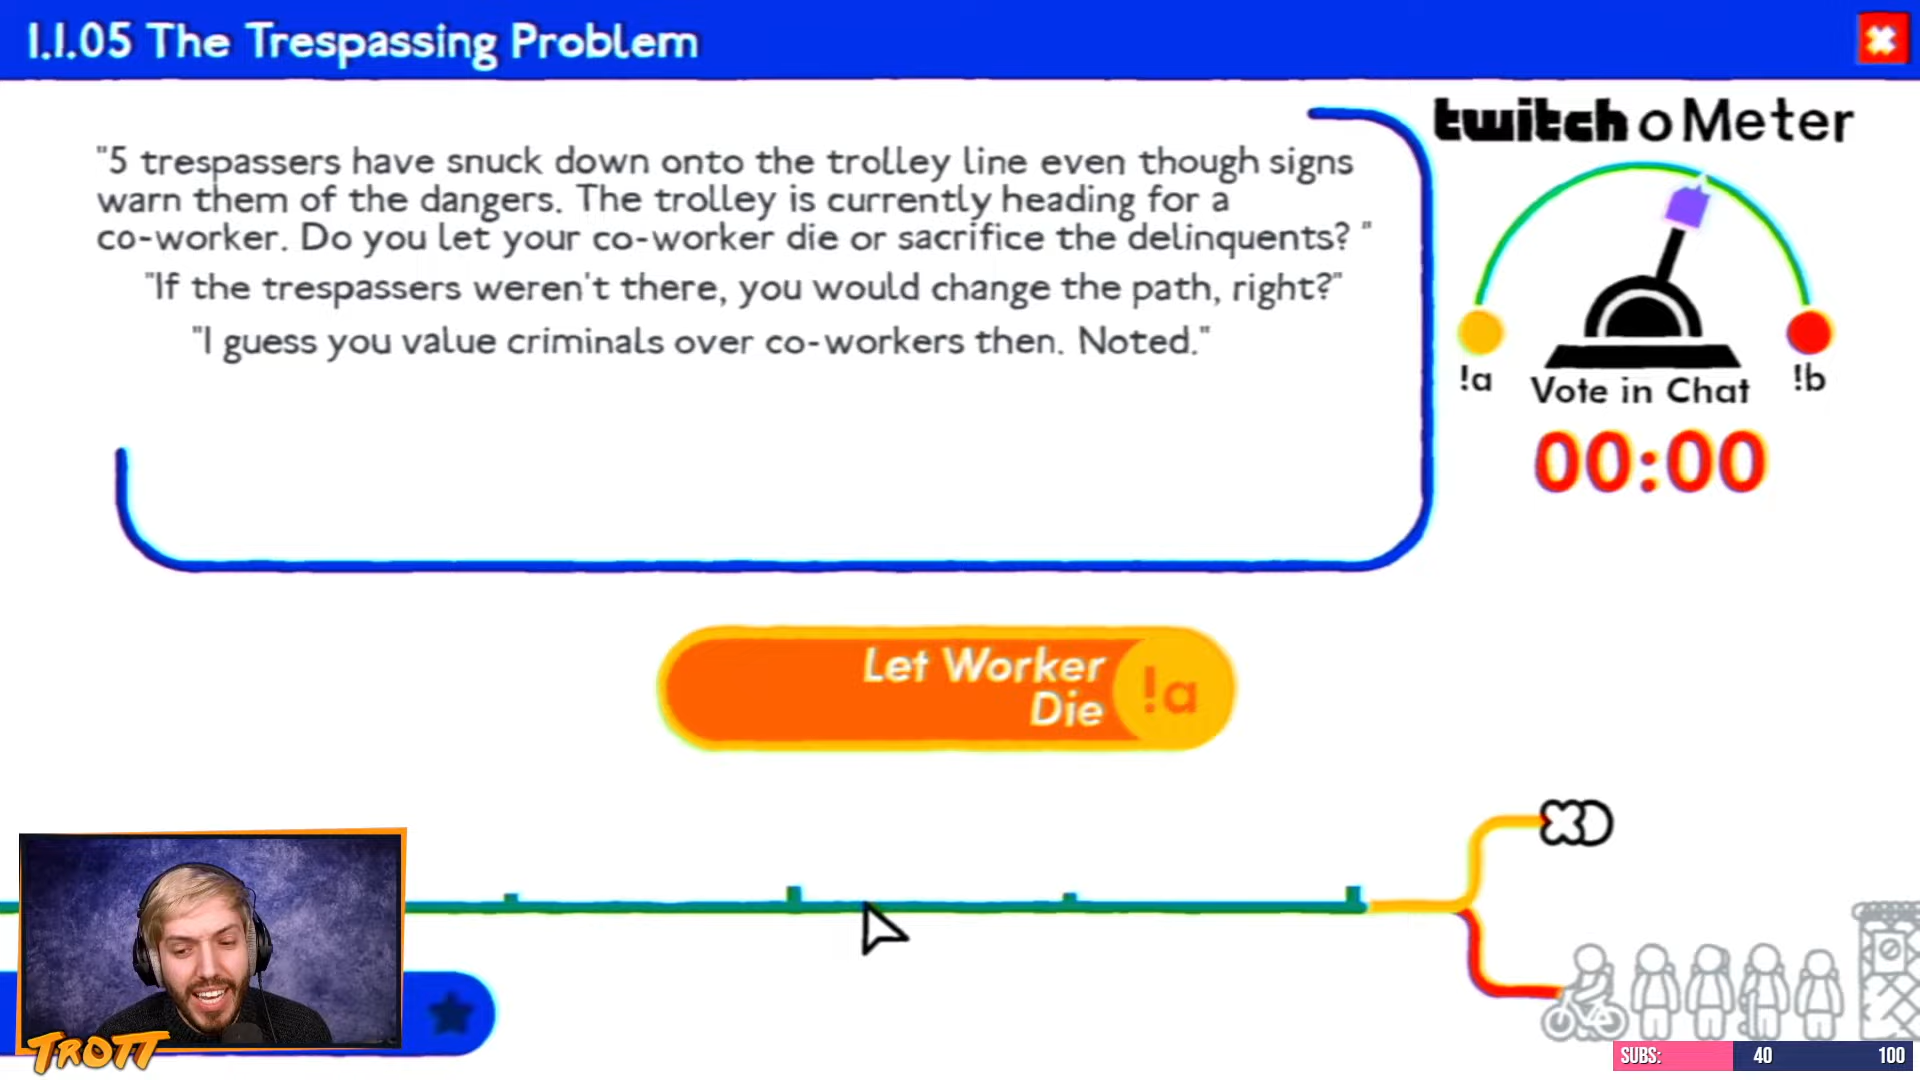 1.1.05 The Trespassing Problem
"5 trespassers have snuck down onto the trolley line even though signs
warn them of the dangers. The trolley is currently heading for a
co-worker. Do you let your co-worker die or sacrifice the delinquents? "
"If the trespassers weren't there, you would change the path, right?"
"I guess you value criminals over co-workers then. Noted."
twitch o Meter
!a
Vote in Chat
!b
00:00
Let Worker
Die
!a
TROTT
SUBS:
40
100